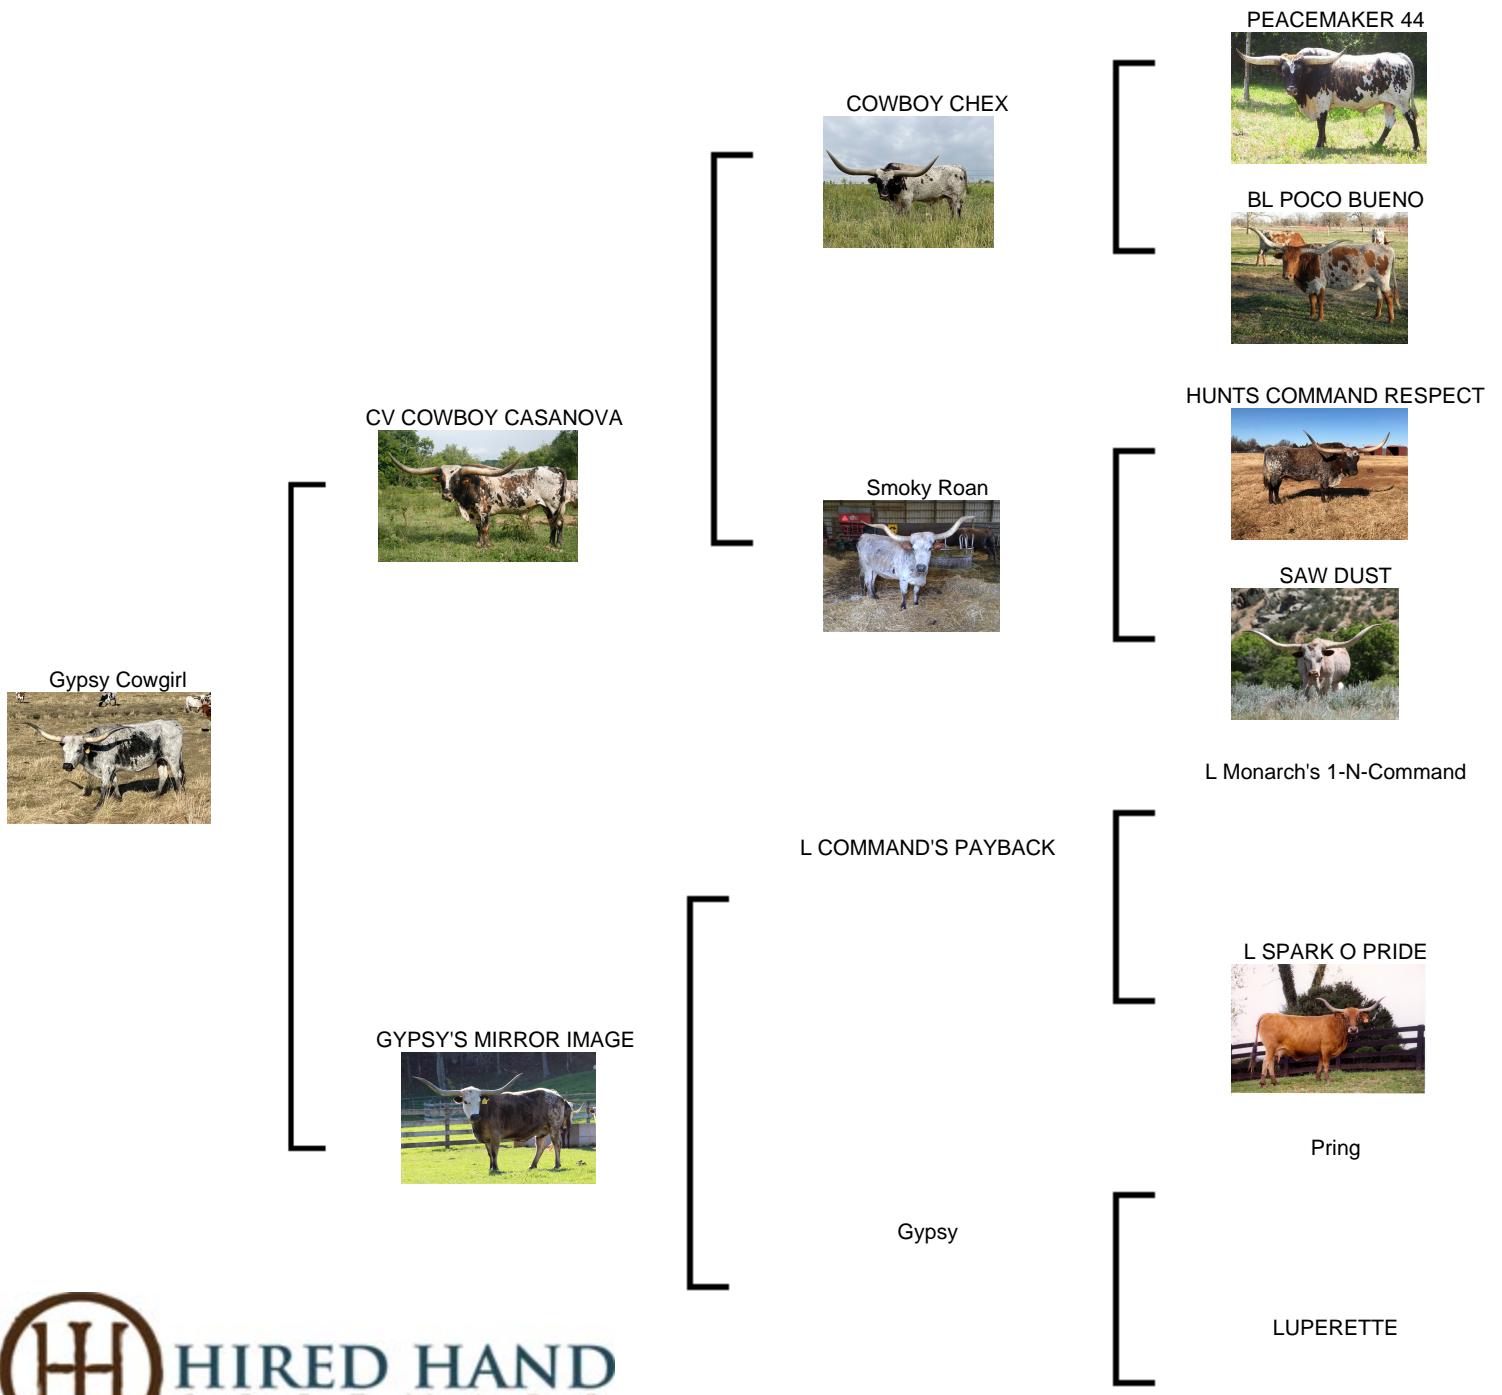 PEACEMAKER 44
COWBOY CHEX
BL POCO BUENO
HUNTS COMMAND RESPECT
CV COWBOY CASANOVA
Smoky Roan
SAW DUST
Gypsy Cowgirl
L Monarch's 1-N-Command
L COMMAND'S PAYBACK
L SPARK O PRIDE
GYPSY'S MIRROR IMAGE
Pring
Gypsy
LUPERETTE
HIRED HAND